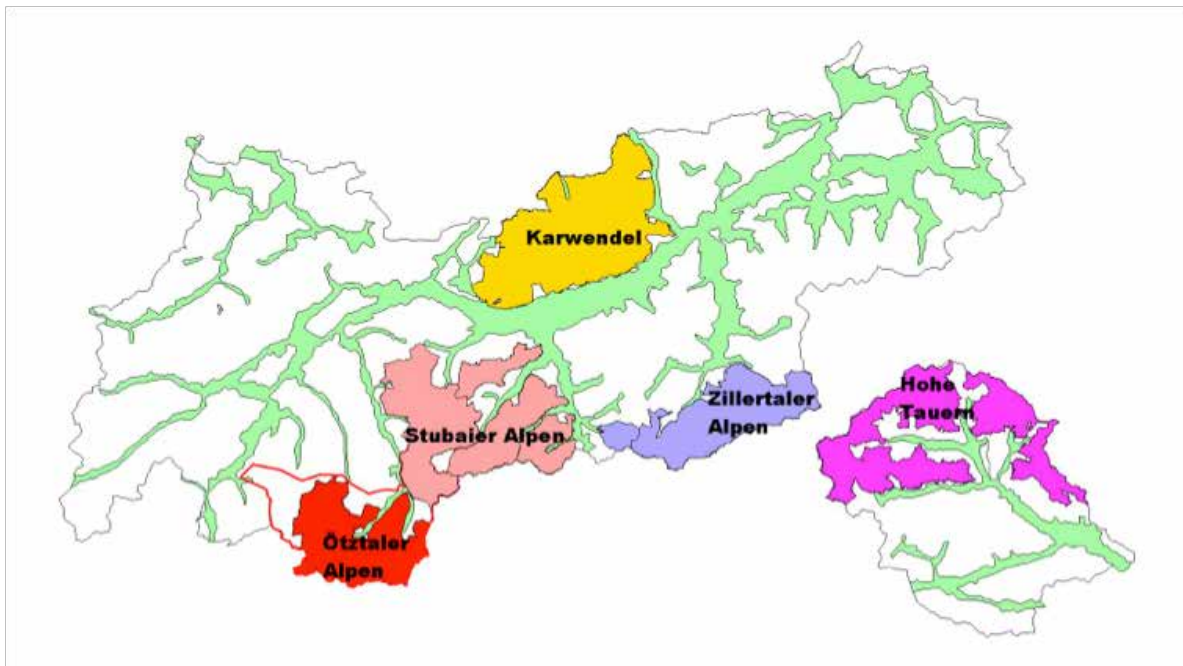 Karwendel
Hohe
Tauern
Zillertaler
Alpen
Stubaier Alpen
Ötztaler
Alpen